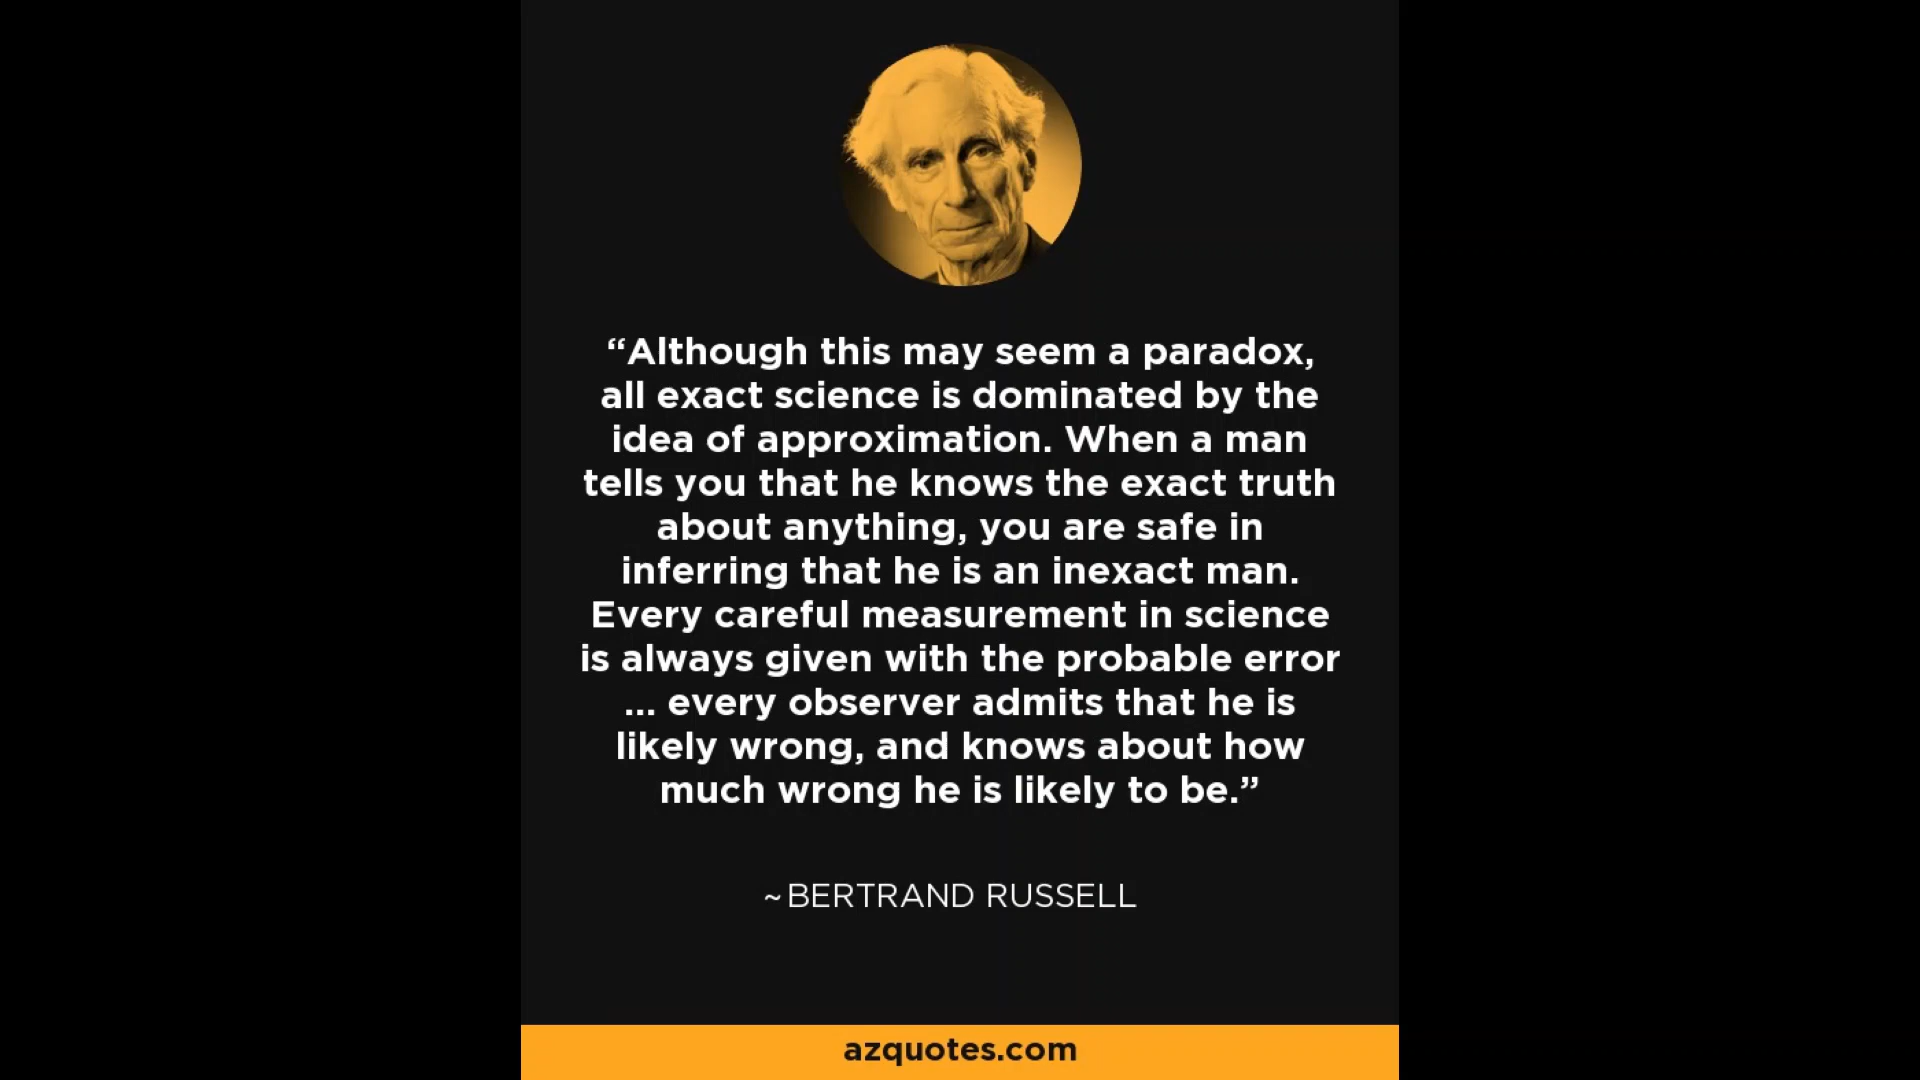 “Although this may seem a paradox,
all exact science is dominated by the
idea of approximation. When a man
tells you that he knows the exact truth
about anything, you are safe in
inferring that he is an inexact man.
Every careful measurement in science
is always given with the probable error
... every observer admits that he is
likely wrong, and knows about how
much wrong he is likely to be.”
~ BERTRAND RUSSELL
azquotes.com